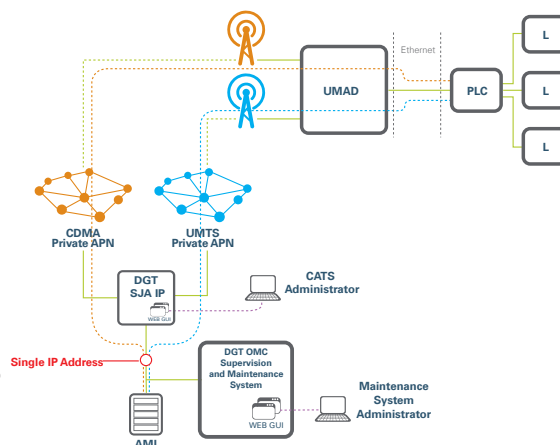 Ethernet
UMAD
PLC
L
L
L
CDMA
Private APN
UMTS
Private APN
DGT
SJA IP
WEB GUI
CATS
Administrator
Single IP Address
DGT OMC
Supervision
and Maintenance
System
WEB GUI
Maintenance
System
Administrator
AMI